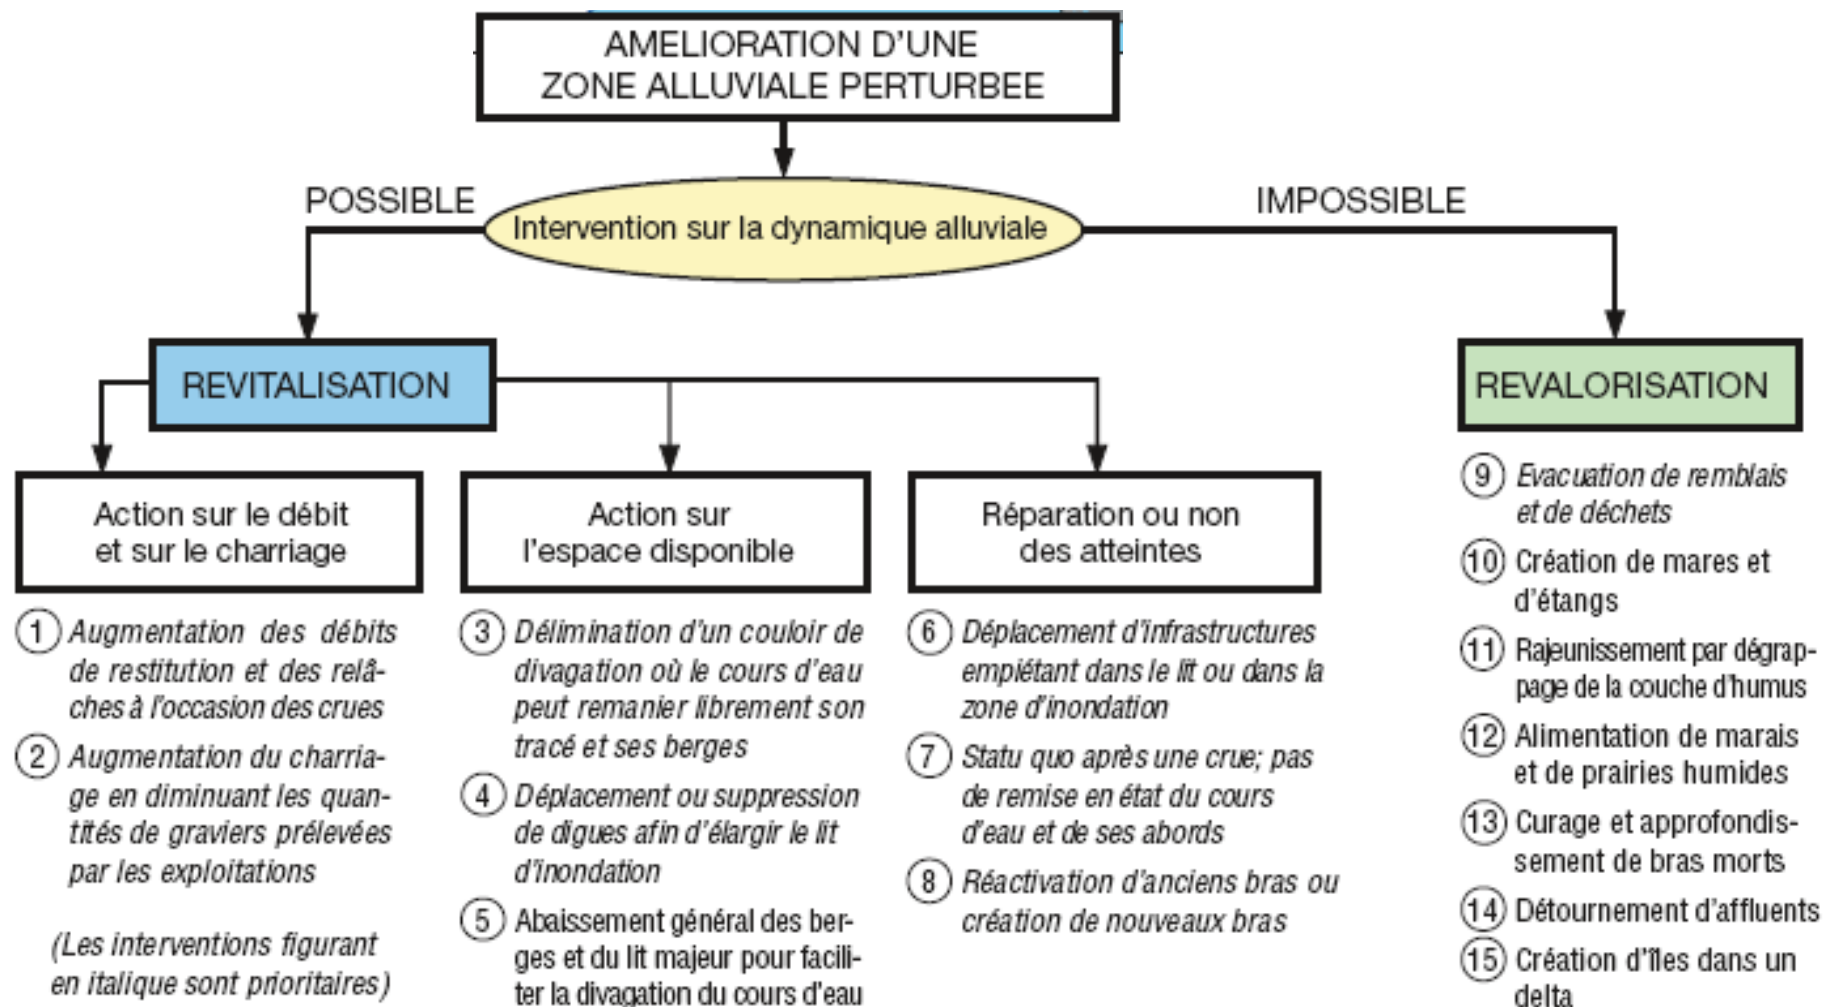 AMELIORATION D'UNE
ZONE ALLUVIALE PERTURBEE
POSSIBLE
Intervention sur la dynamique alluviale
IMPOSSIBLE
REVITALISATION
REVALORISATION
Action sur le débit
et sur le charriage
1 Augmentation des débits
de restitution et des relâ-
ches à l'occasion des crues
2 Augmentation du charria-
ge en diminuant les quan-
tités de graviers prélevées
par les exploitations
(Les interventions figurant
en italique sont prioritaires)
Action sur
l'espace disponible
3 Délimination d'un couloir de
divagation où le cours d'eau
peut remanier librement son
tracé et ses berges
4 Déplacement ou suppression
de digues afin d'élargir le lit
d'inondation
5 Abaissement général des ber-
ges et du lit majeur pour facili-
ter la divagation du cours d'eau
Réparation ou non
des atteintes
6 Déplacement d'infrastructures
empiétant dans le lit ou dans la
zone d'inondation
7 Statu quo après une crue; pas
de remise en état du cours
d'eau et de ses abords
8 Réactivation d'anciens bras ou
création de nouveaux bras
9 Evacuation de remblais
et de déchets
10 Création de mares et
d'étangs
11 Rajeunissement par dégrap-
page de la couche d'humus
12 Alimentation de marais
et de prairies humides
13 Curage et approfondis-
sement de bras morts
14 Détournement d'affluents
15 Création d'îles dans un
delta